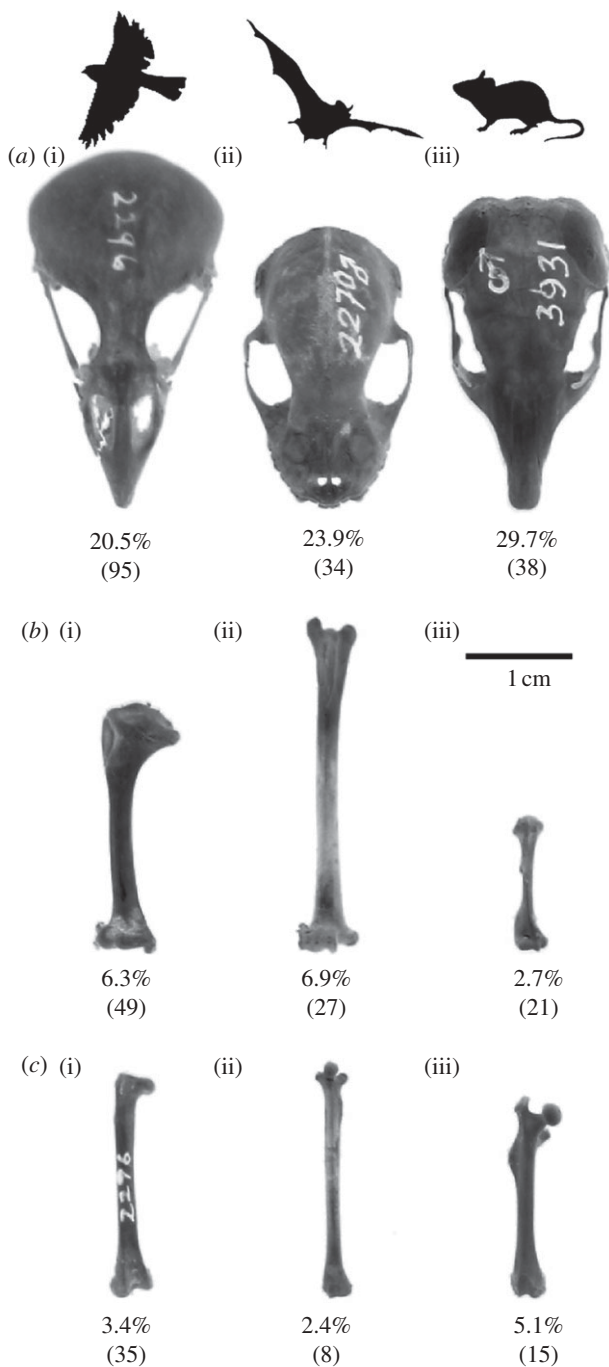 (a) (i) (ii) (iii)
2296
22708
COT
3931
20.5% 23.9% 29.7%
(95) (34) (38)
(b) (i) (ii) (iii)
1 cm
6.3% 6.9% 2.7%
(49) (27) (21)
(c) (i) (ii) (iii)
2296
3.4% 2.4% 5.1%
(35) (8) (15)